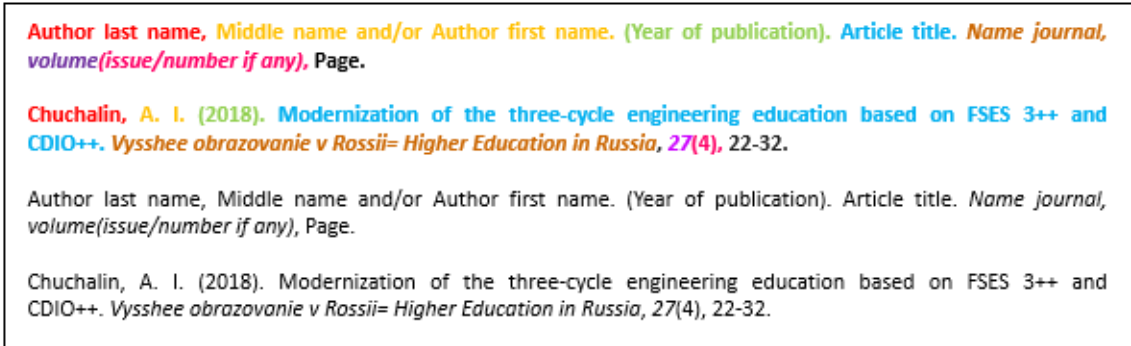 Author last name, Middle name and/or Author first name. (Year of publication). Article title. Name journal,
volume(issue/number if any), Page.
Chuchalin, A. I. (2018). Modernization of the three-cycle engineering education based on FSES 3++ and
CDIO++. Vysshee obrazovanie v Rossii= Higher Education in Russia, 27(4), 22-32.
Author last name, Middle name and/or Author first name. (Year of publication). Article title. Name journal,
volume(issue/number if any), Page.
Chuchalin, A. I. (2018). Modernization of the three-cycle engineering education based on FSES 3++ and
CDIO++. Vysshee obrazovanie v Rossii= Higher Education in Russia, 27(4), 22-32.